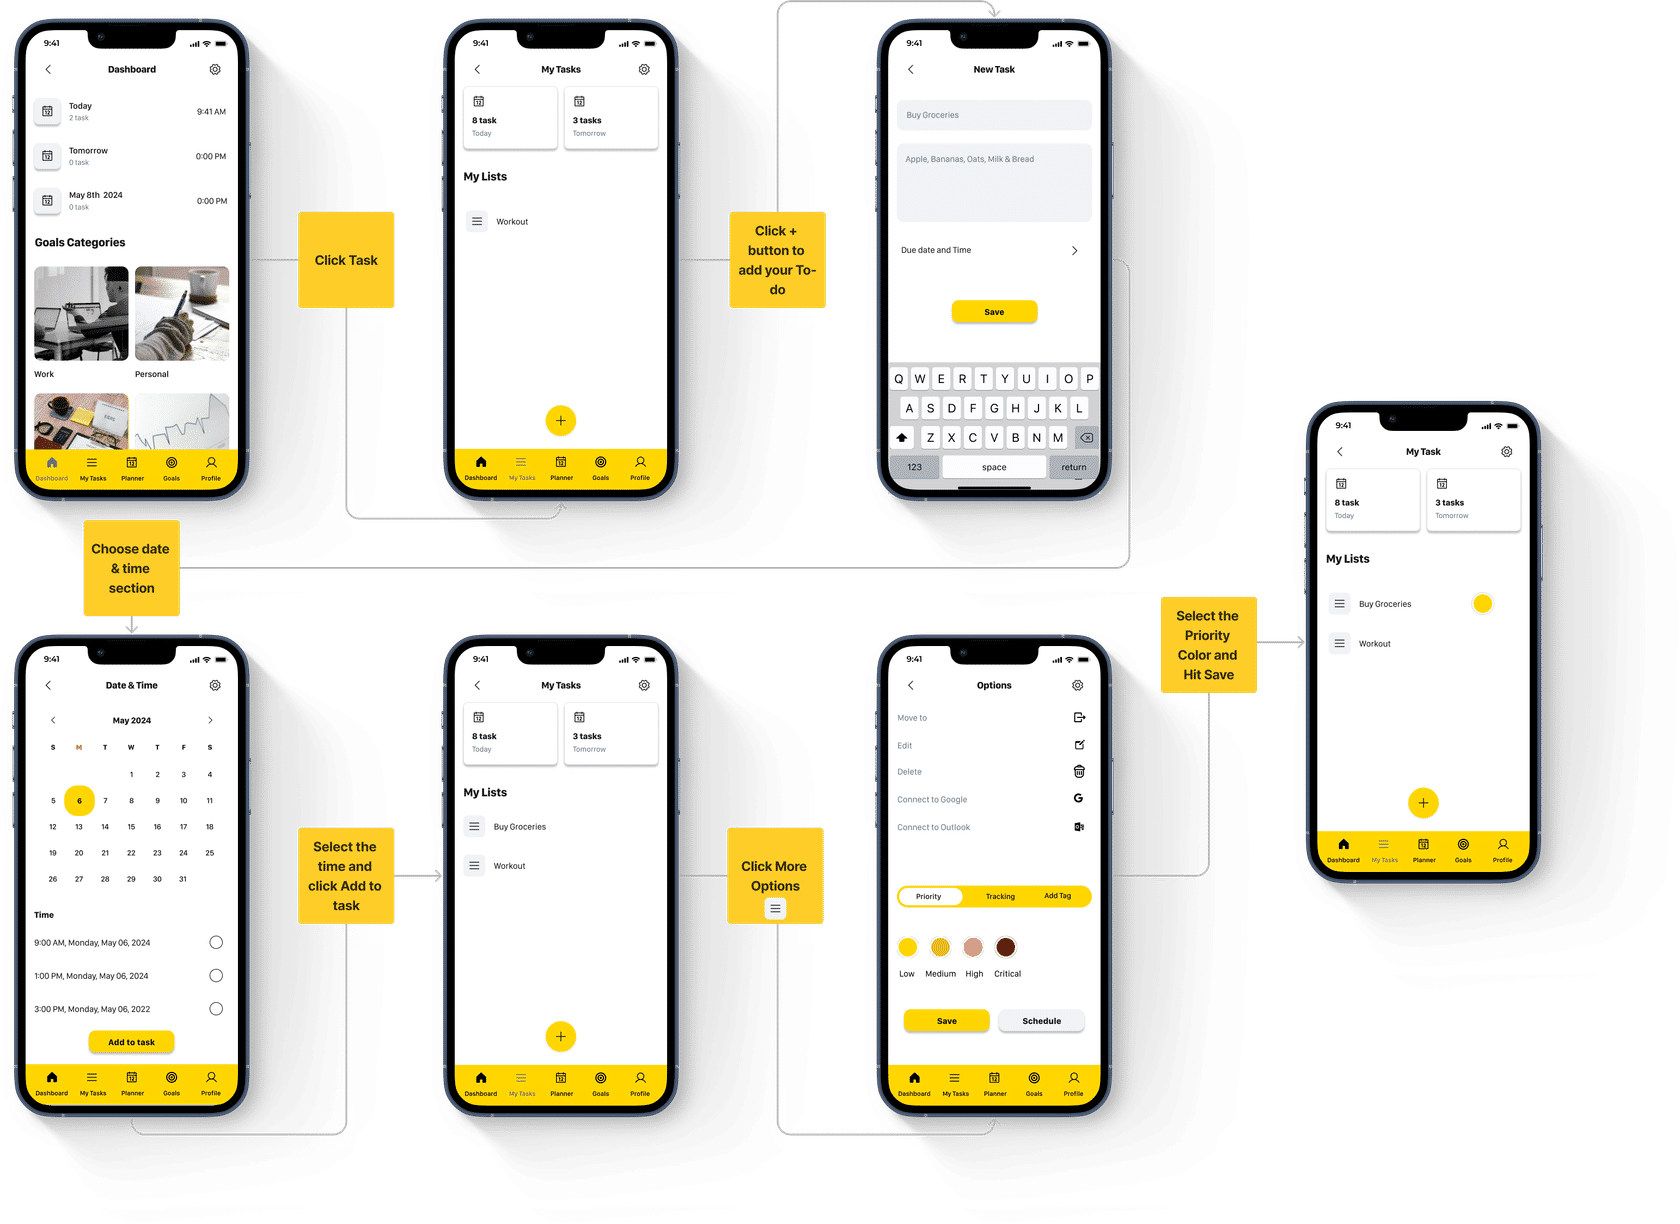 9:41
Dashboard
Today
2 task
9:41 AM
Tomorrow
0 task
0:00 PM
May 8th 2024
0 task
0:00 PM
Goals Categories
Work
Personal
Dashboard
My Tasks
Planner
Goals
Profile
Click Task
9:41
My Tasks
8 task
Today
3 tasks
Tomorrow
My Lists
Workout
+
Dashboard
My Tasks
Planner
Goals
Profile
Click +
button to
add your To-
do
9:41
New Task
Buy Groceries
Apple, Bananas, Oats, Milk & Bread
Due date and Time
Save
Q W E R T Y U I O P
A S D F G H J K L
Z X C V B N M
123
space
return
Choose date
& time
section
9:41
Date & Time
May 2024
S M T W T F S
1 2 3 4
5 6 7 8 9 10 11
12 13 14 15 16 17 18
19 20 21 22 23 24 25
26 27 28 29 30 31
Time
9:00 AM, Monday, May 06, 2024
1:00 PM, Monday, May 06, 2024
3:00 PM, Monday, May 06, 2022
Add to task
Dashboard
My Tasks
Planner
Goals
Profile
Select the
time and
click Add to
task
9:41
My Tasks
8 task
Today
3 tasks
Tomorrow
My Lists
Buy Groceries
Workout
+
Dashboard
My Tasks
Planner
Goals
Profile
Click More
Options
9:41
Options
Move to
Edit
Delete
Connect to Google
G
Connect to Outlook
Priority
Tracking
Add Tag
Low
Medium
High
Critical
Save
Schedule
Dashboard
My Tasks
Planner
Goals
Profile
Select the
Priority
Color and
Hit Save
9:41
My Task
8 task
Today
3 tasks
Tomorrow
My Lists
Buy Groceries
Workout
+
Dashboard
My Tasks
Planner
Goals
Profile